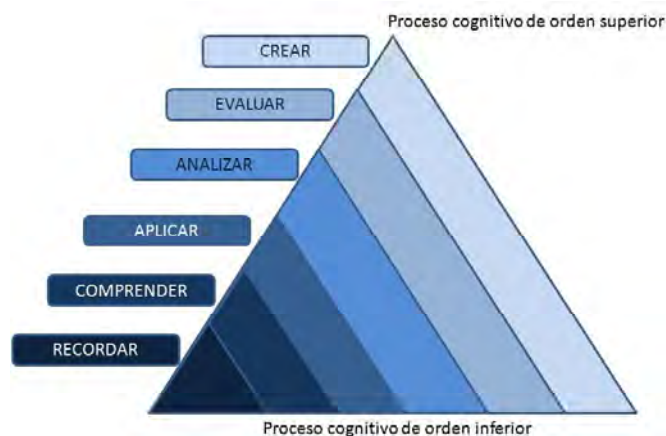 Proceso cognitivo de orden superior
CREAR
EVALUAR
ANALIZAR
APLICAR
COMPRENDER
RECORDAR
Proceso cognitivo de orden inferior